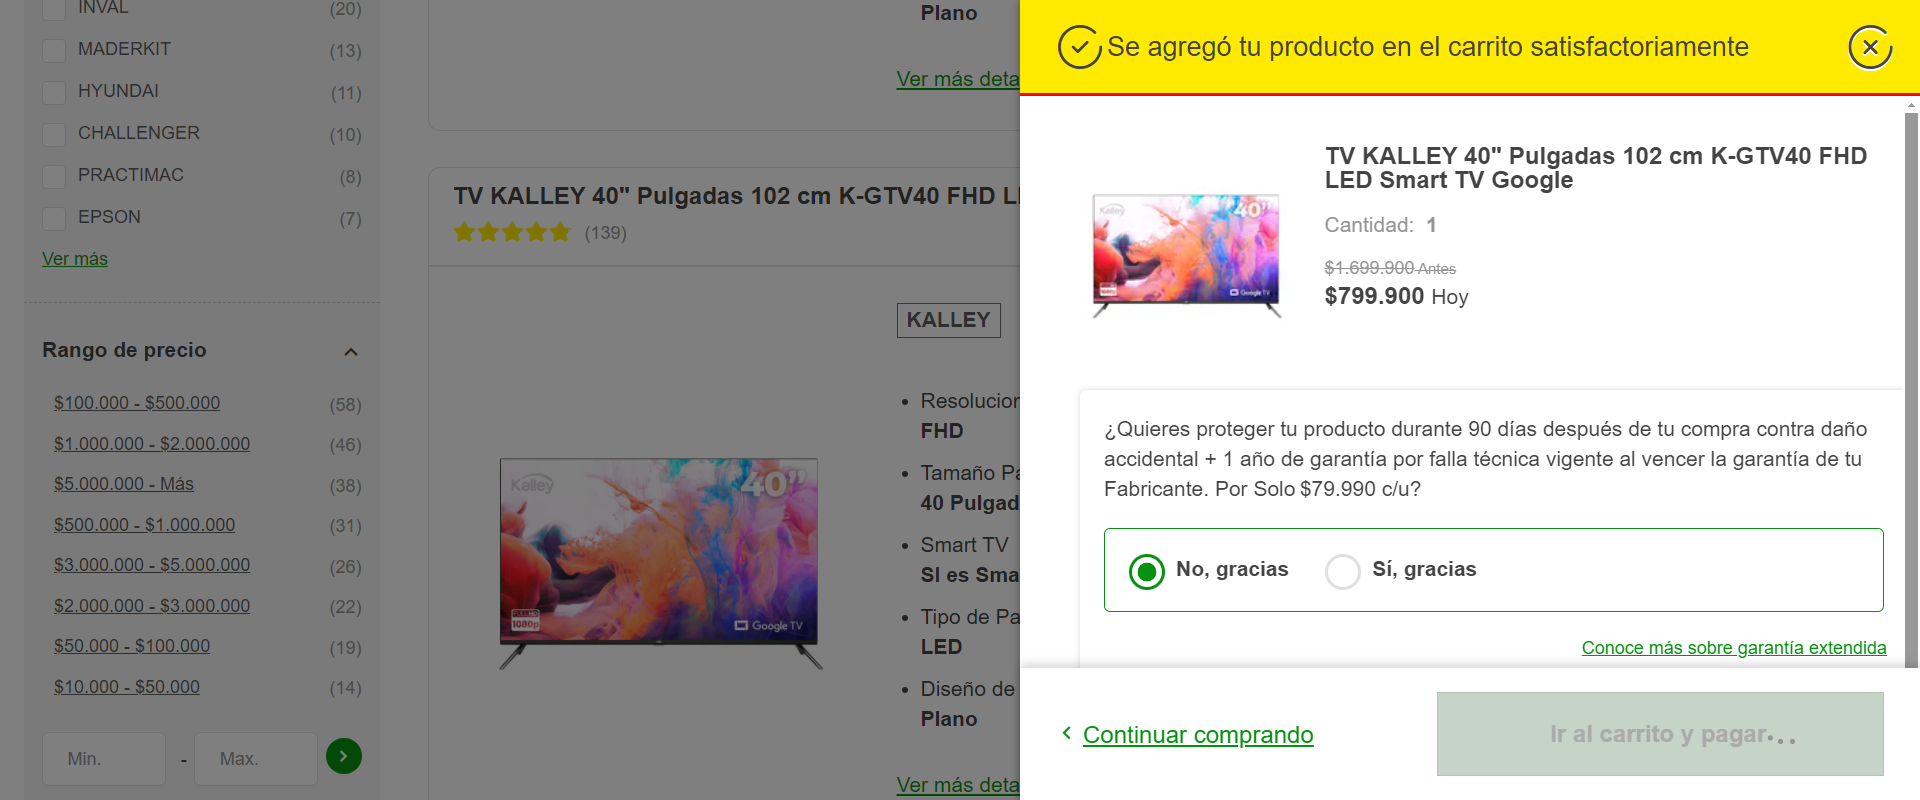 INVAL (20)
MADERKIT (13)
HYUNDAI (11)
CHALLENGER (10)
PRACTIMAC (8)
EPSON (7)
Ver más
Rango de precio
$100.000 - $500.000 (58)
$1.000.000 - $2.000.000 (46)
$5.000.000 - Más (38)
$500.000 - $1.000.000 (31)
$3.000.000 - $5.000.000 (26)
$2.000.000 - $3.000.000 (22)
$50.000 - $100.000 (19)
$10.000 - $50.000 (14)
Min. - Max.
Plano
Ver más deta
TV KALLEY 40" Pulgadas 102 cm K-GTV40 FHD L
(139)
KALLEY
Kalley
40”
FULL HD
1080p
Google TV
• Resolucion
FHD
• Tamaño Pa
40 Pulgad
• Smart TV
SI es Sma
• Tipo de Pa
LED
• Diseño de
Plano
Ver más deta
Se agregó tu producto en el carrito satisfactoriamente
Kalley
40”
1080p
Google TV
TV KALLEY 40" Pulgadas 102 cm K-GTV40 FHD
LED Smart TV Google
Cantidad: 1
$1.699.900 Antes
$799.900 Hoy
¿Quieres proteger tu producto durante 90 días después de tu compra contra daño
accidental + 1 año de garantía por falla técnica vigente al vencer la garantía de tu
Fabricante. Por Solo $79.990 c/u?
No, gracias
Sí, gracias
Conoce más sobre garantía extendida
Continuar comprando
Ir al carrito y pagar...